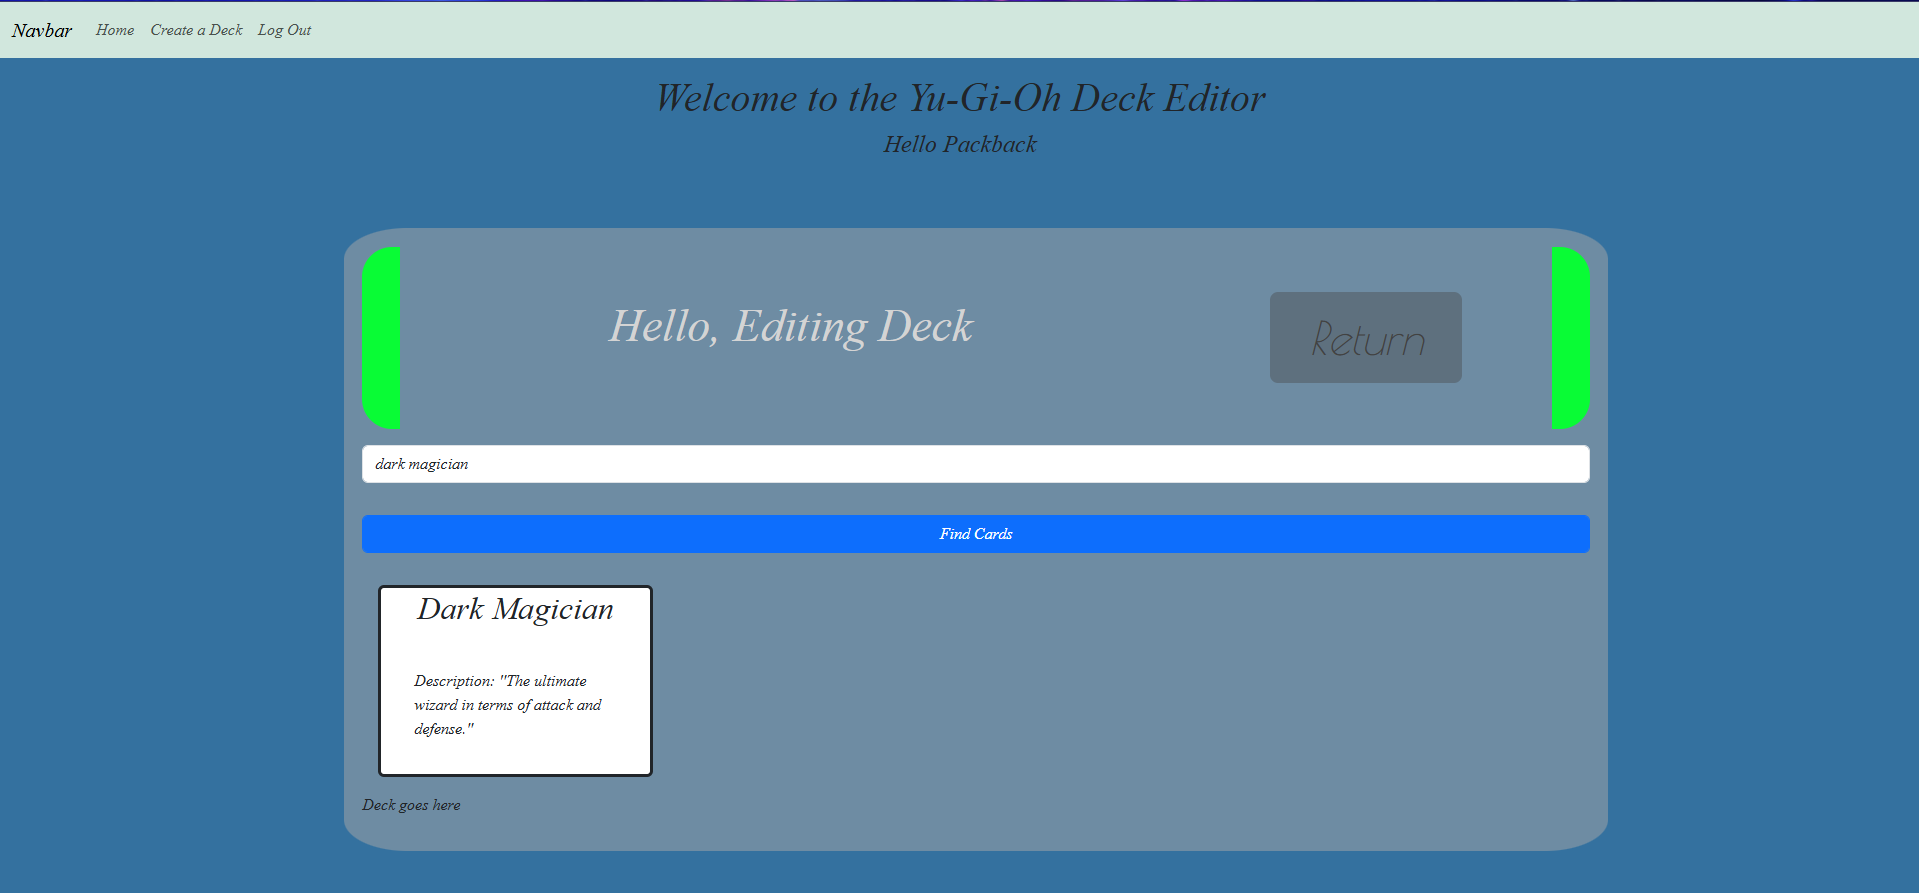 Navbar Home Create a Deck Log Out
Welcome to the Yu-Gi-Oh Deck Editor
Hello Packback
Hello, Editing Deck
Return
dark magician
Find Cards
Dark Magician
Description: "The ultimate
wizard in terms of attack and
defense."
Deck goes here